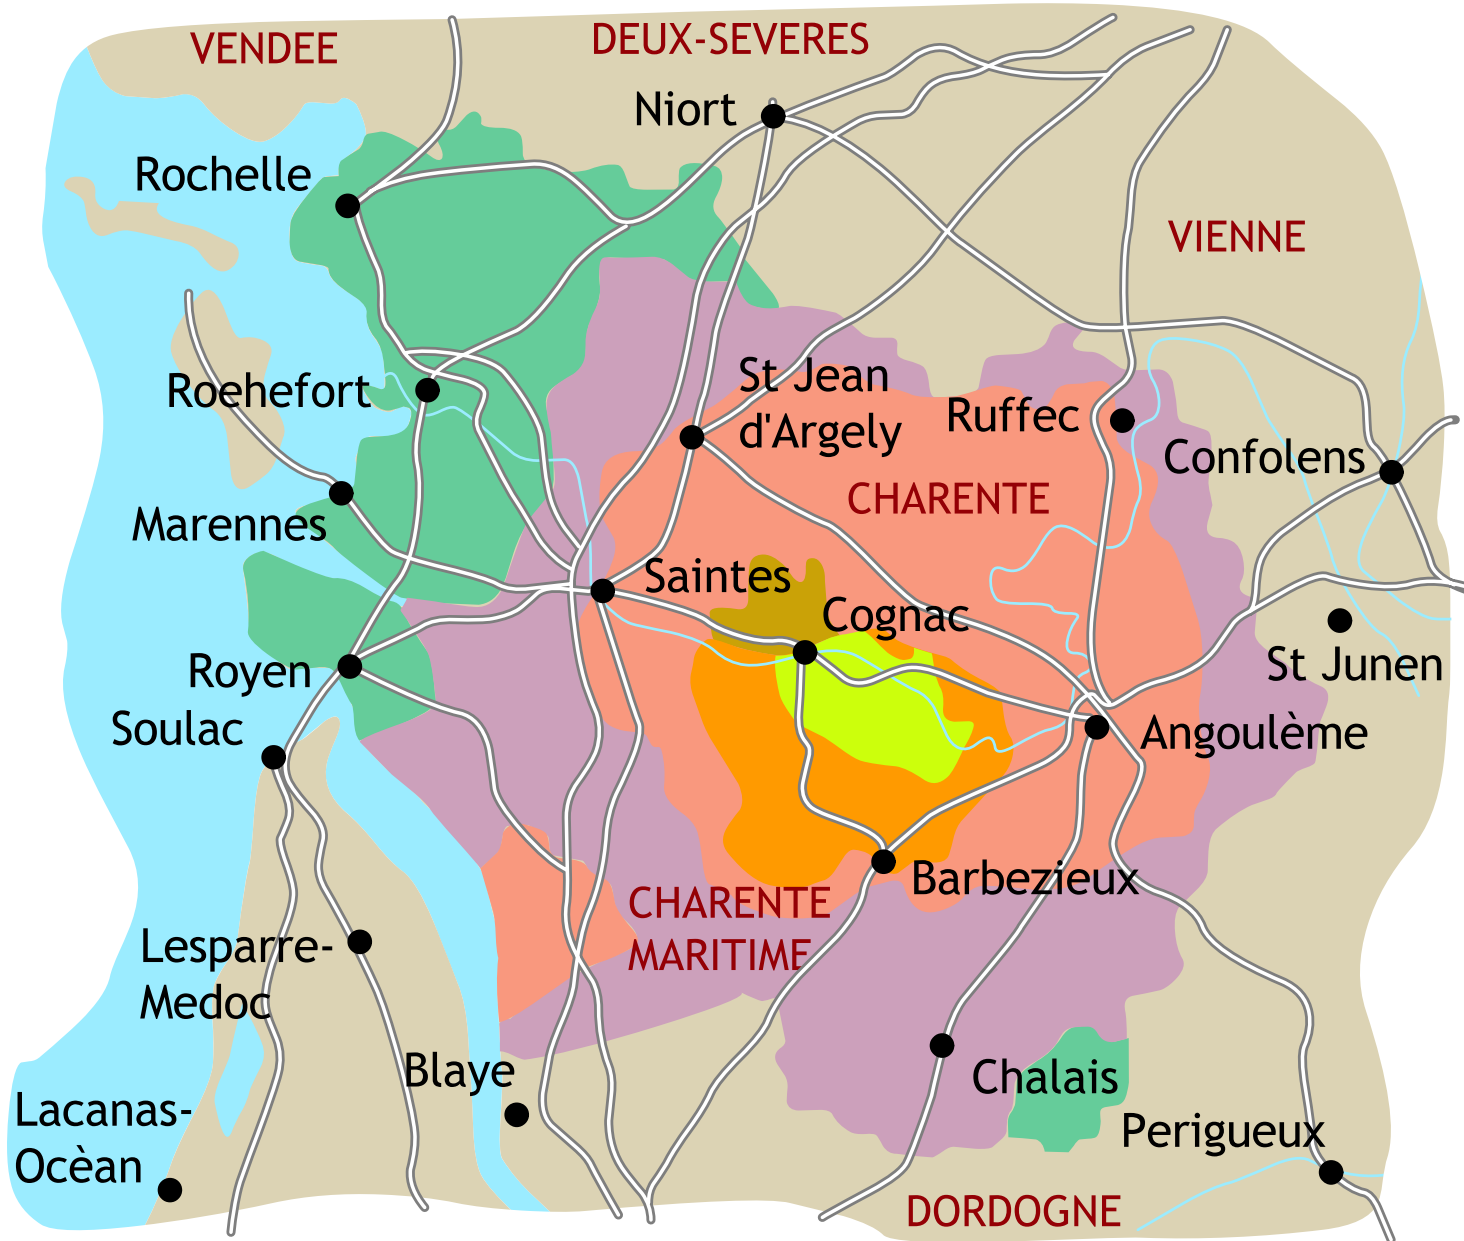 VENDEE
DEUX-SEVERES
Niort
Rochelle
VIENNE
Roehefort
St Jean
d'Argely
Ruffec
Confolens
CHARENTE
Marennes
Saintes
Cognac
Royen
St Junen
Soulac
Angoulème
Barbezieux
CHARENTE
MARITIME
Lesparre-
Medoc
Blaye
Chalais
Lacanas-
Ocèan
Perigueux
DORDOGNE